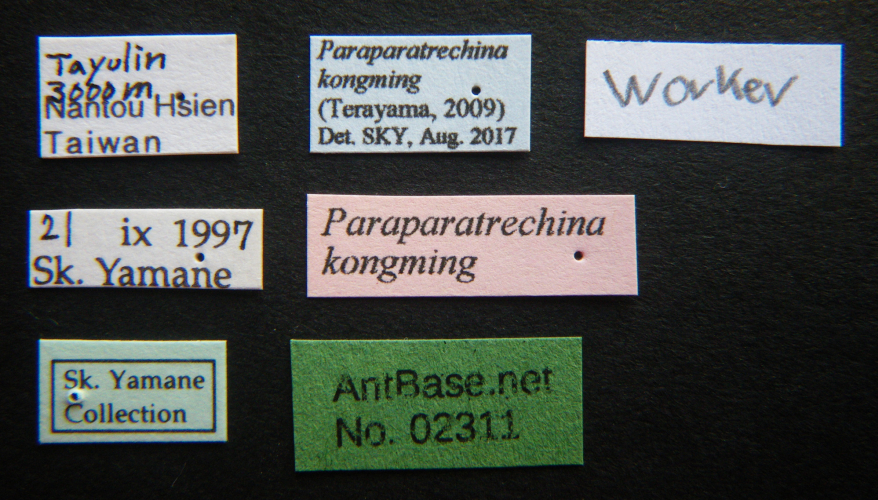 Tayulin
3000m.
Nantou Hsien
Taiwan
Paraparatrechina
kongming
(Terayama, 2009)
Det. SKY, Aug. 2017
Worker
21 ix 1997
Sk. Yamane
Paraparatrechina
kongming
Sk. Yamane
Collection
AntBase.net
No. 02311